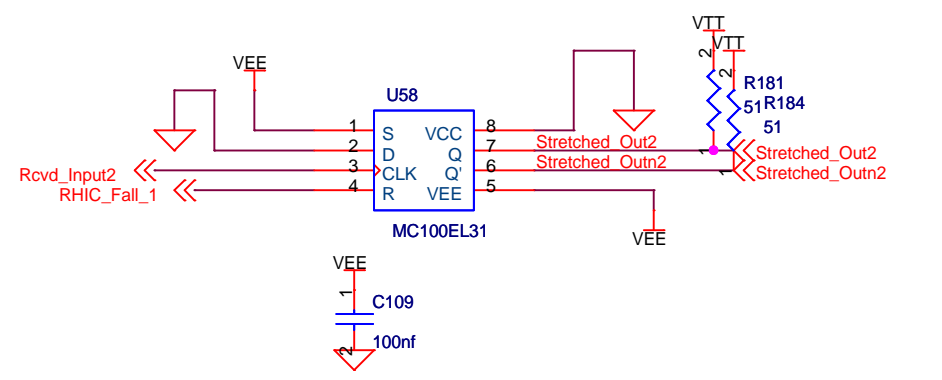 VTT
VTT
2
2
VEE
U58
R181
51
R184
51
1
S
VCC
8
2
D
Q
7
Stretched_Out2
1
Stretched_Out2
Rcvd_Input2
3
CLK
Q'
6
Stretched_Outn2
1
Stretched_Outn2
RHIC_Fall_1
4
R
VEE
5
MC100EL31
VEE
VEE
1
C109
100nf
2